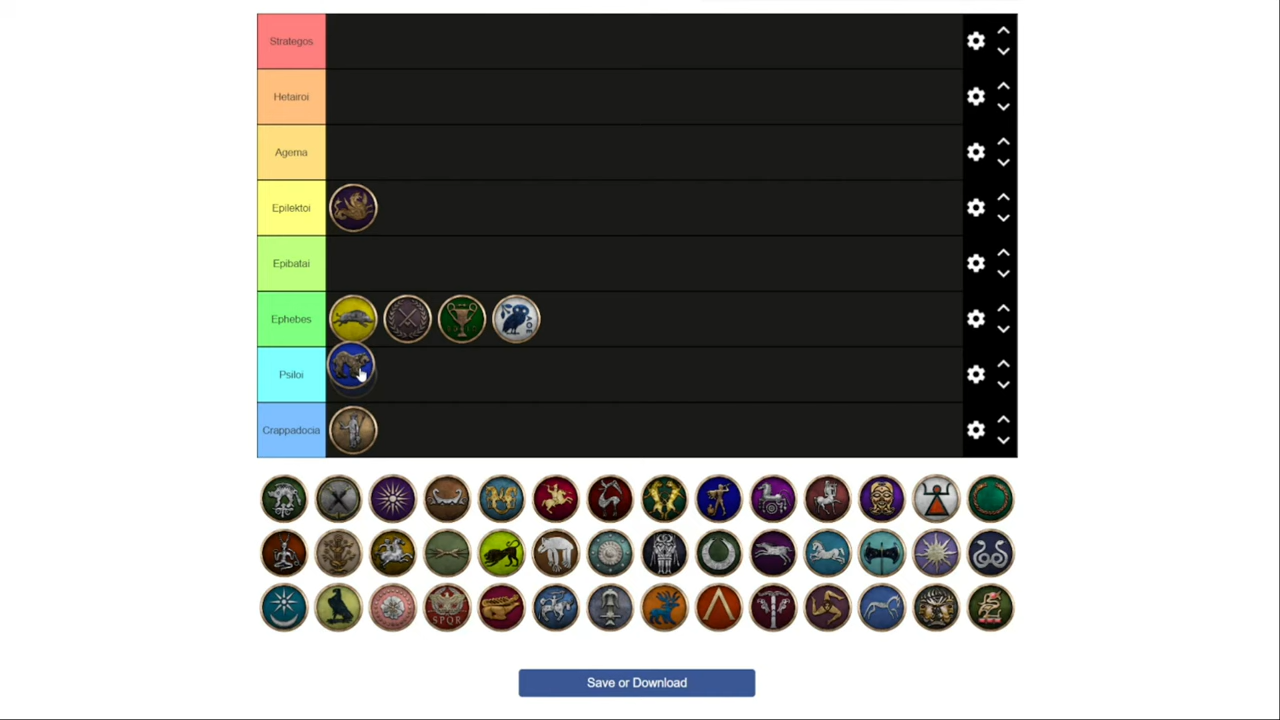 Strategos
Hetairoi
Agema
Epilektoi
Epibatai
Ephebes
Psiloi
Crappadocia
SPQR
Save or Download